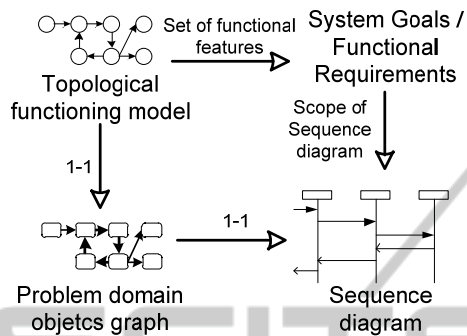 Set of functional
features
System Goals /
Functional
Requirements
Topological
functioning model
Scope of
Sequence
diagram
1-1
1-1
Problem domain
objetcs graph
Sequence
diagram